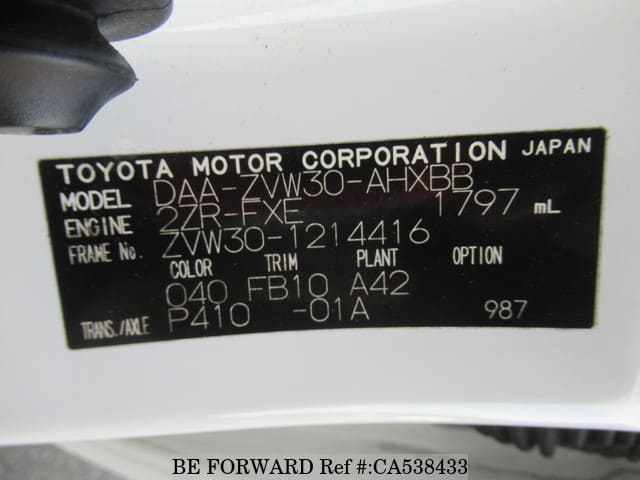 TOYOTA MOTOR CORPORATION JAPAN
MODEL DAA-ZVW30-AHXBB
ENGINE 2ZR-FXE 1797 mL
FRAME No. ZVW30-1214416
COLOR TRIM PLANT OPTION
040 FB10 A42
TRANS./AXLE P410 -01A 987
BE FORWARD Ref #:CA538433